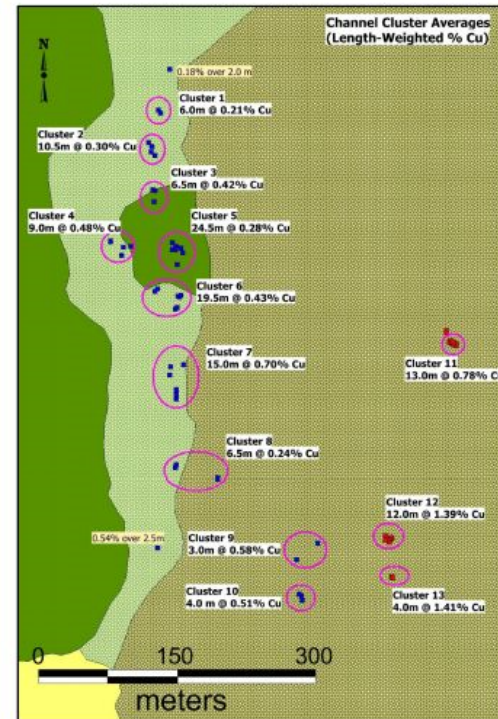 Channel Cluster Averages
(Length-Weighted % Cu)
N
0.18% over 2.0 m
Cluster 1
6.0m @ 0.21% Cu
Cluster 2
10.5m @ 0.30% Cu
Cluster 3
6.5m @ 0.42% Cu
Cluster 4
9.0m @ 0.48% Cu
Cluster 5
24.5m @ 0.28% Cu
Cluster 6
19.5m @ 0.43% Cu
Cluster 7
15.0m @ 0.70% Cu
Cluster 11
13.0m @ 0.78% C
Cluster 8
6.5m @ 0.24% Cu
Cluster 12
12.0m @ 1.39% Cu
0.54% over 2.5m
Cluster 9
3.0m @ 0.58% Cu
Cluster 10
4.0 m @ 0.51% Cu
Cluster 13
4.0m @ 1.41% Cu
0 150 300
meters